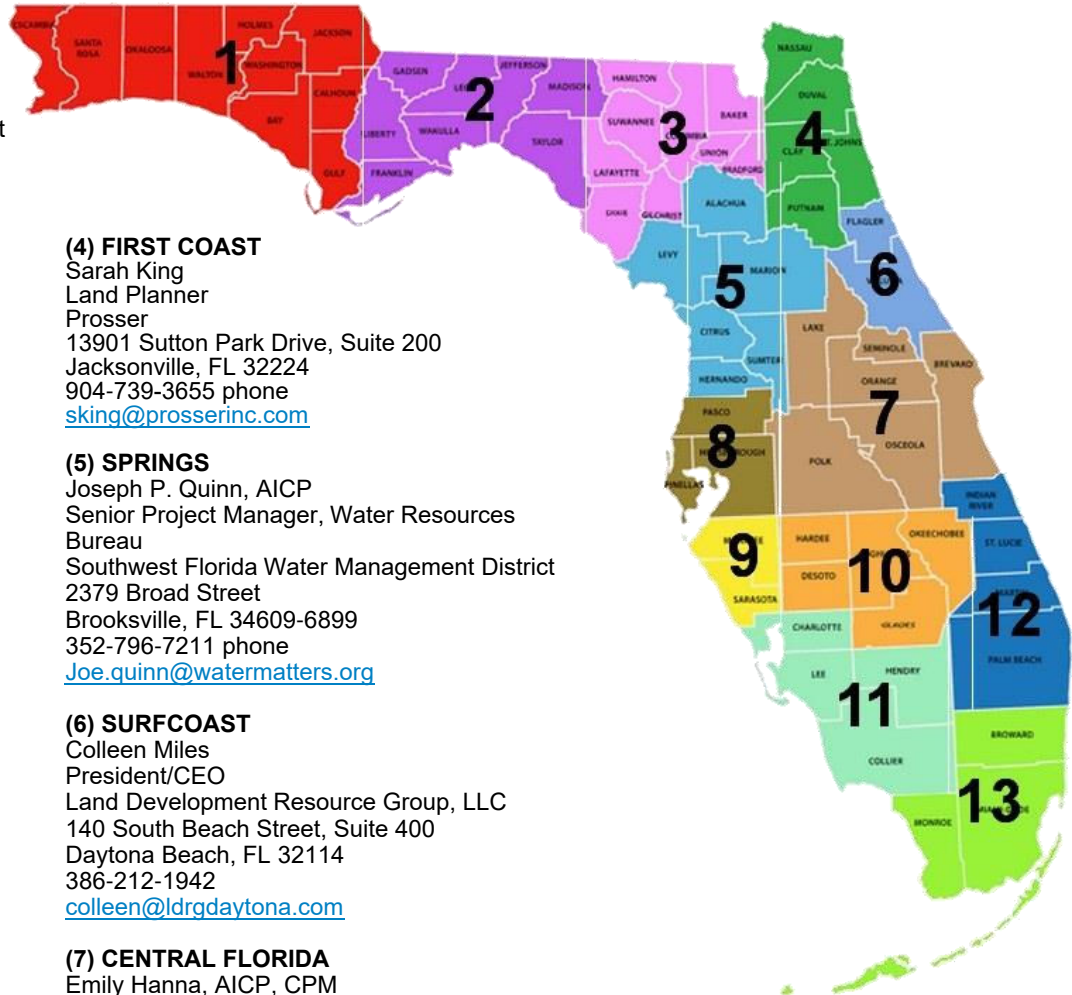 t
(4) FIRST COAST
Sarah King
Land Planner
Prosser
13901 Sutton Park Drive, Suite 200
Jacksonville, FL 32224
904-739-3655 phone
sking@prosserinc.com
(5) SPRINGS
Joseph P. Quinn, AICP
Senior Project Manager, Water Resources
Bureau
Southwest Florida Water Management District
2379 Broad Street
Brooksville, FL 34609-6899
352-796-7211 phone
Joe.quinn@watermatters.org
(6) SURFCOAST
Colleen Miles
President/CEO
Land Development Resource Group, LLC
140 South Beach Street, Suite 400
Daytona Beach, FL 32114
386-212-1942
colleen@ldrgdaytona.com
(7) CENTRAL FLORIDA
Emily Hanna, AICP, CPM
1
ESCAMBIA
SANTA
ROSA
OKALOOSA
WALTON
HOLMES
WASHINGTON
JACKSON
CALHOUN
BAY
GULF
2
GADSEN
JEFFERSON
MADISON
LIBERTY
WAKULLA
TAYLOR
FRANKLIN
3
HAMILTON
SUWANNEE
BAKER
UNION
BRADFORD
LAFAYETTE
DIXIE
GILCHRIST
4
NASSAU
DUVAL
CLAY
ST. JOHNS
PUTNAM
5
ALACHUA
LEVY
MARION
CITRUS
SUMTER
HERNANDO
6
FLAGLER
7
LAKE
SEMINOLE
ORANGE
BREVARD
OSCEOLA
POLK
8
PASCO
PINELLAS
9
SARASOTA
10
HARDEE
OKEECHOBEE
DESOTO
GLADES
11
CHARLOTTE
LEE
HENDRY
COLLIER
12
INDIAN
RIVER
ST. LUCIE
PALM BEACH
13
BROWARD
MONROE